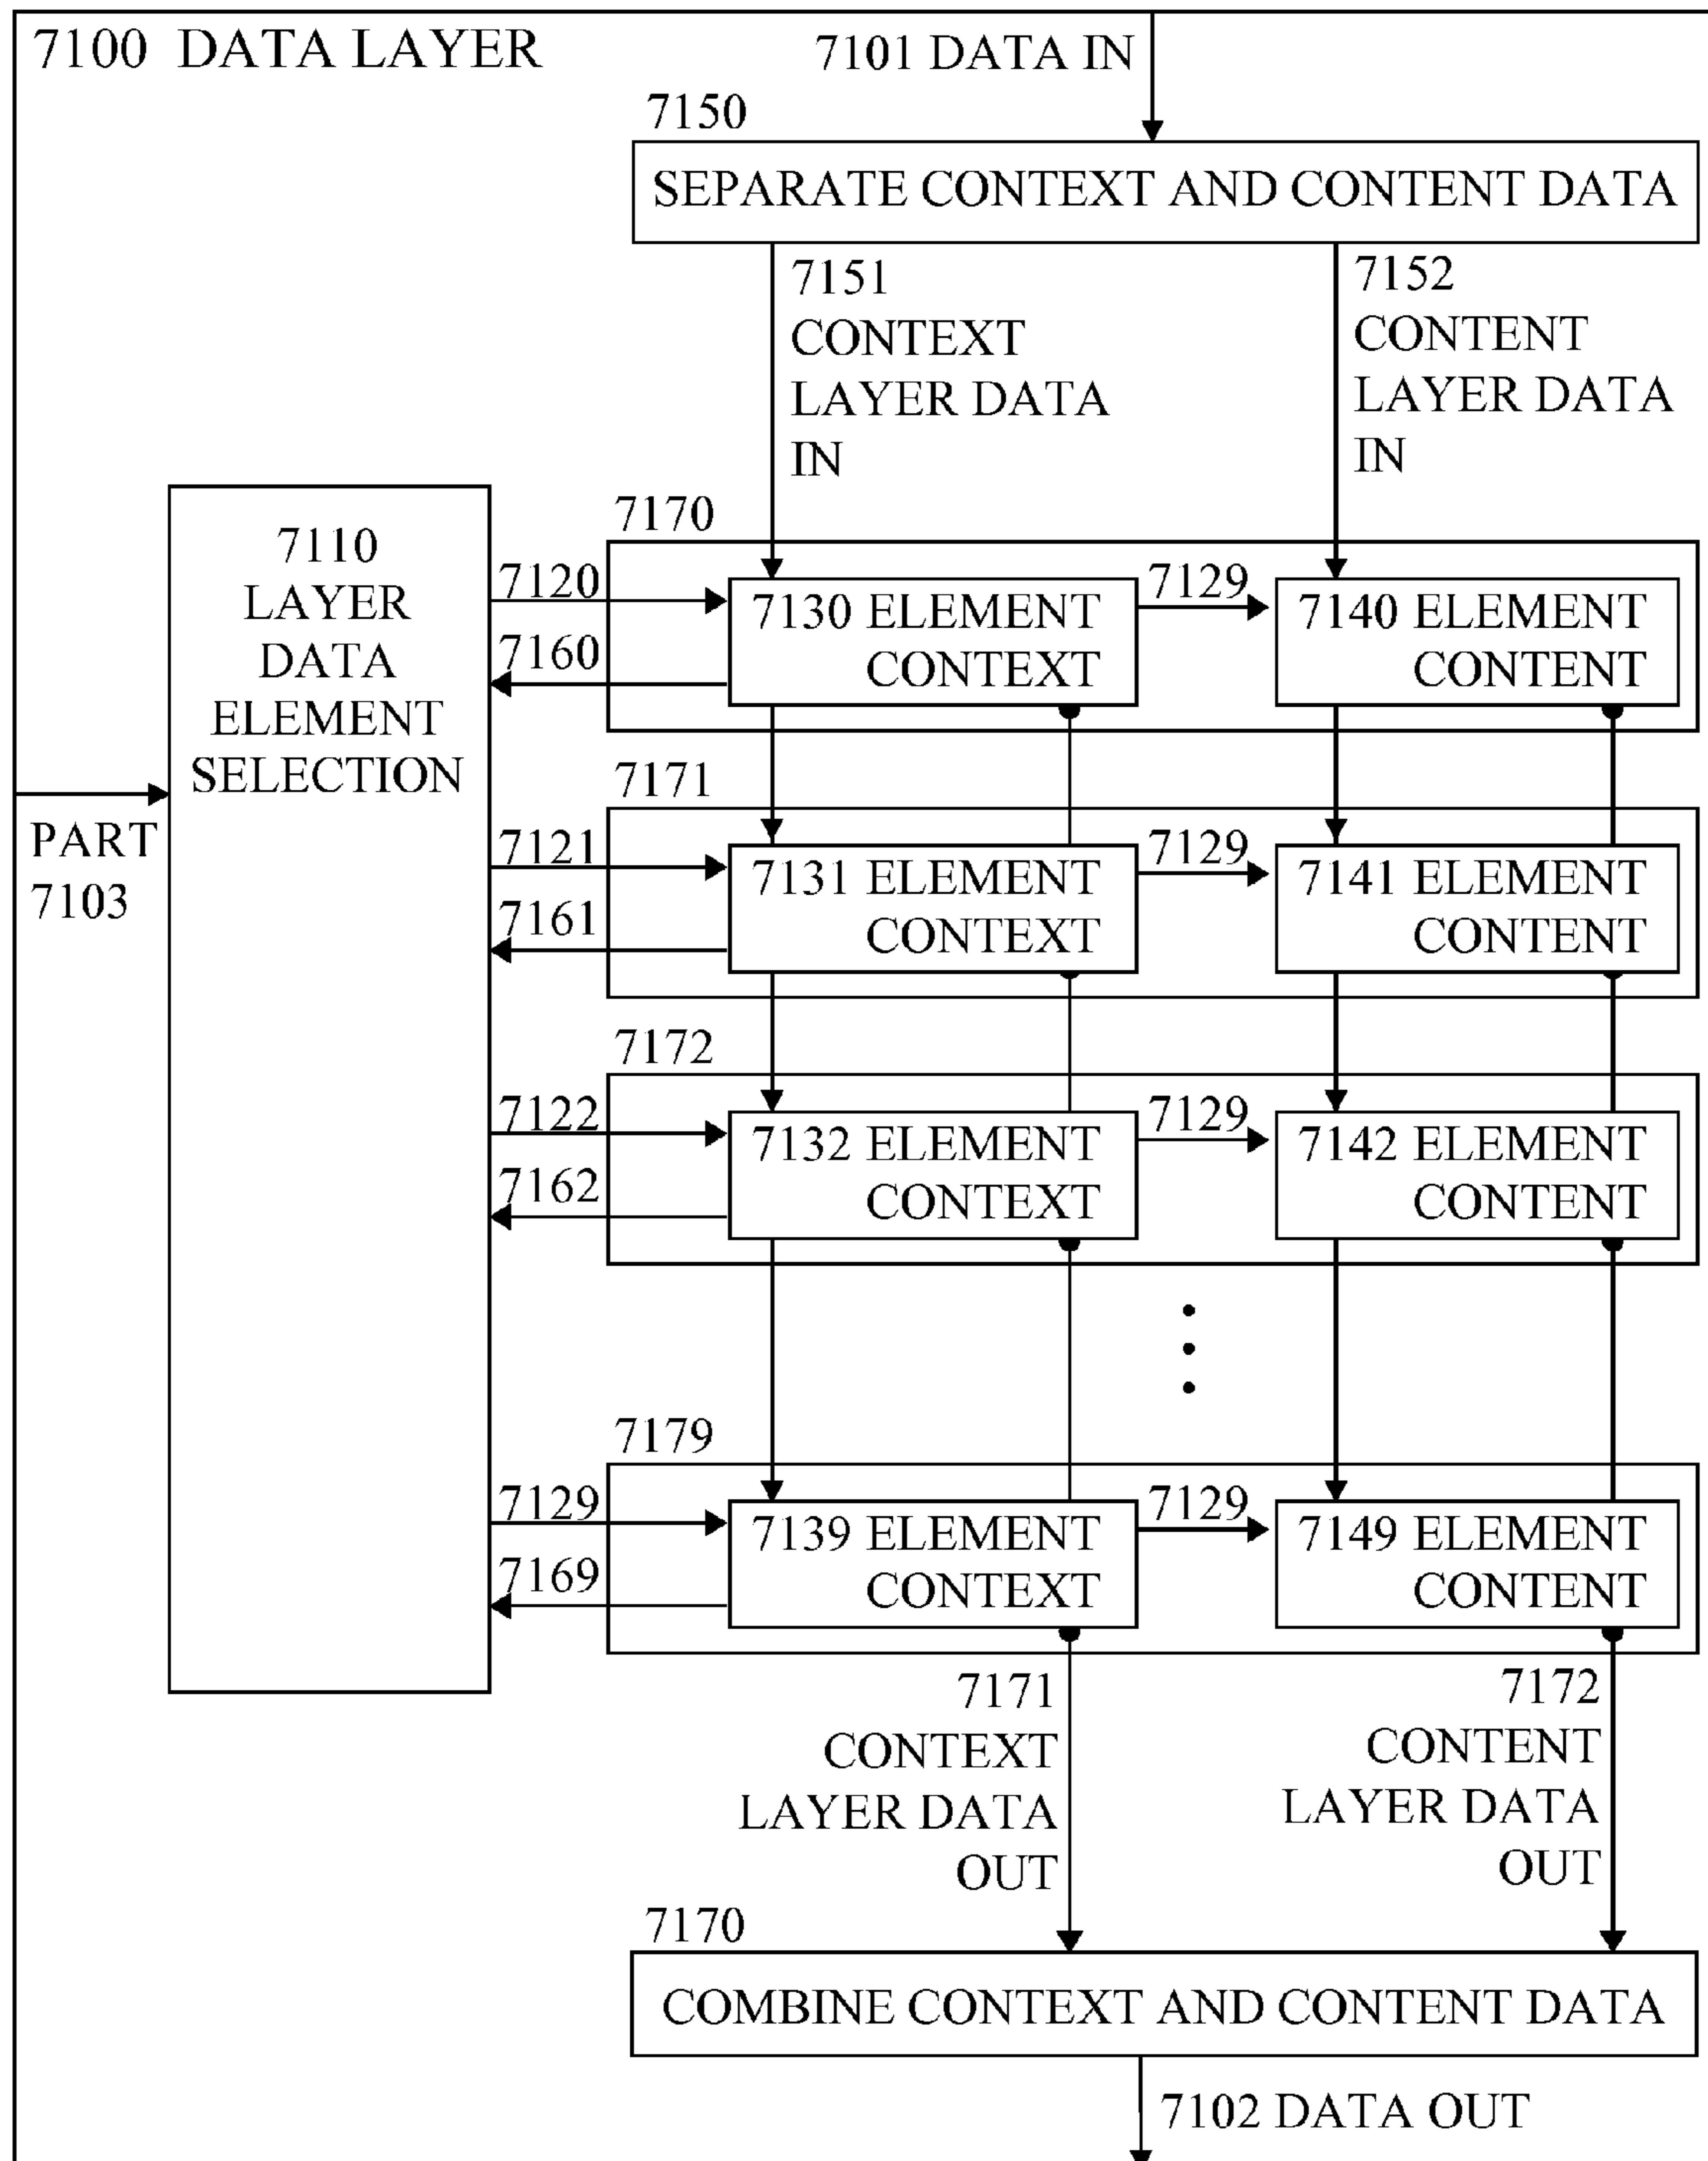 7100 DATA LAYER
7101 DATA IN
7150
SEPARATE CONTEXT AND CONTENT DATA
7151
CONTEXT
LAYER DATA
IN
7152
CONTENT
LAYER DATA
IN
7110
LAYER
DATA
ELEMENT
SELECTION
PART
7103
7170
7120
7160
7130 ELEMENT
CONTEXT
7129
7140 ELEMENT
CONTENT
7171
7121
7161
7131 ELEMENT
CONTEXT
7129
7141 ELEMENT
CONTENT
7172
7122
7162
7132 ELEMENT
CONTEXT
7129
7142 ELEMENT
CONTENT
7179
7129
7169
7139 ELEMENT
CONTEXT
7129
7149 ELEMENT
CONTENT
7171
CONTEXT
LAYER DATA
OUT
7172
CONTENT
LAYER DATA
OUT
7170
COMBINE CONTEXT AND CONTENT DATA
7102 DATA OUT